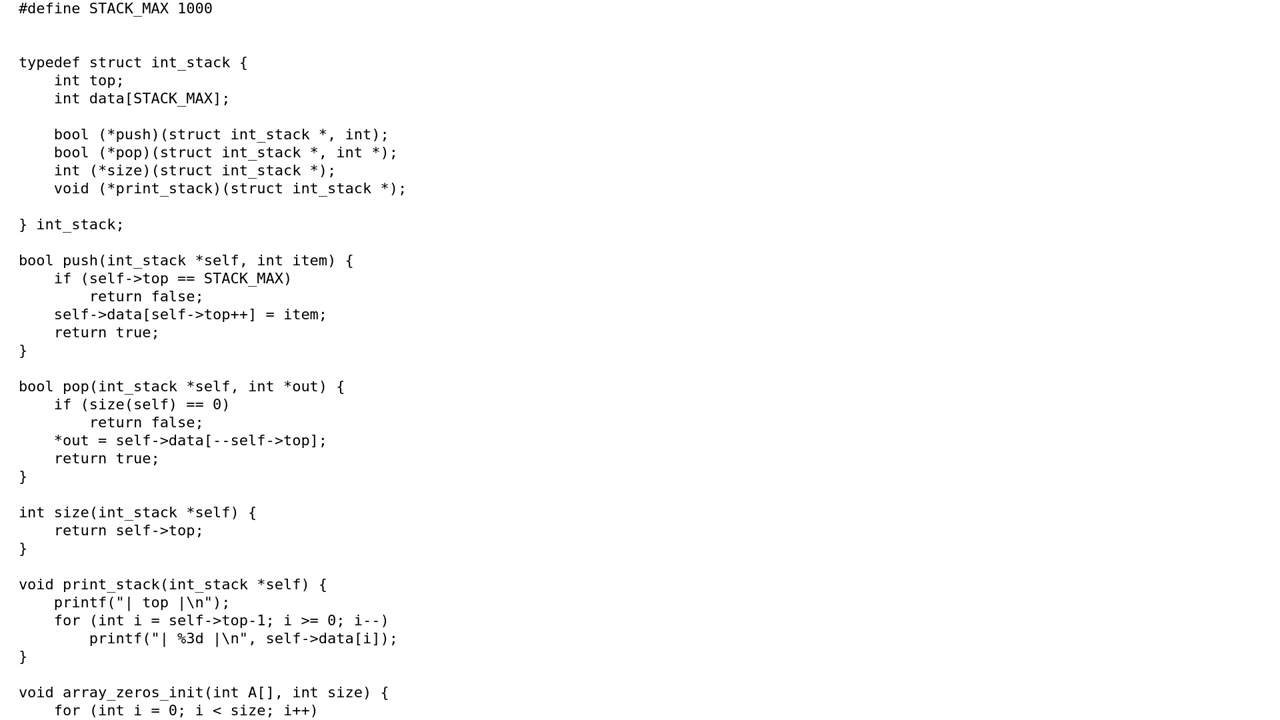 #define STACK_MAX 1000
typedef struct int_stack {
    int top;
    int data[STACK_MAX];
    bool (*push)(struct int_stack *, int);
    bool (*pop)(struct int_stack *, int *);
    int (*size)(struct int_stack *);
    void (*print_stack)(struct int_stack *);
} int_stack;
bool push(int_stack *self, int item) {
    if (self->top == STACK_MAX)
        return false;
    self->data[self->top++] = item;
    return true;
}
bool pop(int_stack *self, int *out) {
    if (size(self) == 0)
        return false;
    *out = self->data[--self->top];
    return true;
}
int size(int_stack *self) {
    return self->top;
}
void print_stack(int_stack *self) {
    printf("| top |\n");
    for (int i = self->top-1; i >= 0; i--)
        printf("| %3d |\n", self->data[i]);
}
void array_zeros_init(int A[], int size) {
    for (int i = 0; i < size; i++)